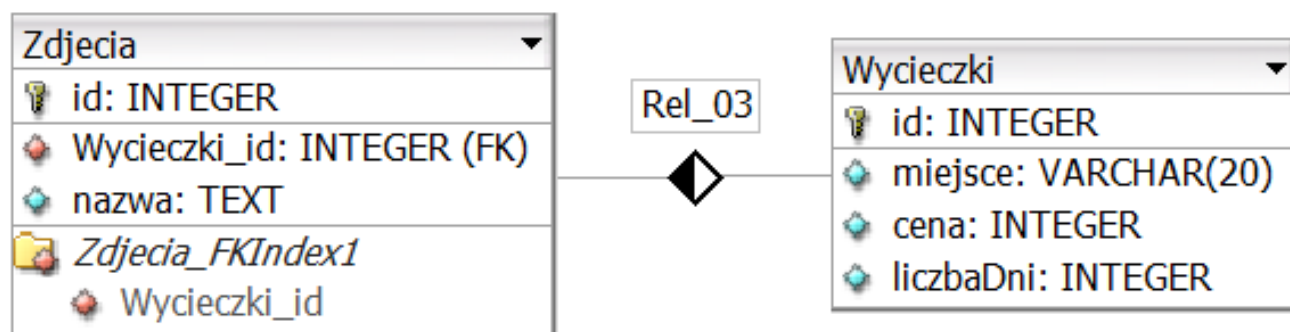 Zdjecia
id: INTEGER
Wycieczki_id: INTEGER (FK)
nazwa: TEXT
Zdjecia_FKIndex1
Wycieczki_id
Rel_03
Wycieczki
id: INTEGER
miejsce: VARCHAR(20)
cena: INTEGER
liczbaDni: INTEGER